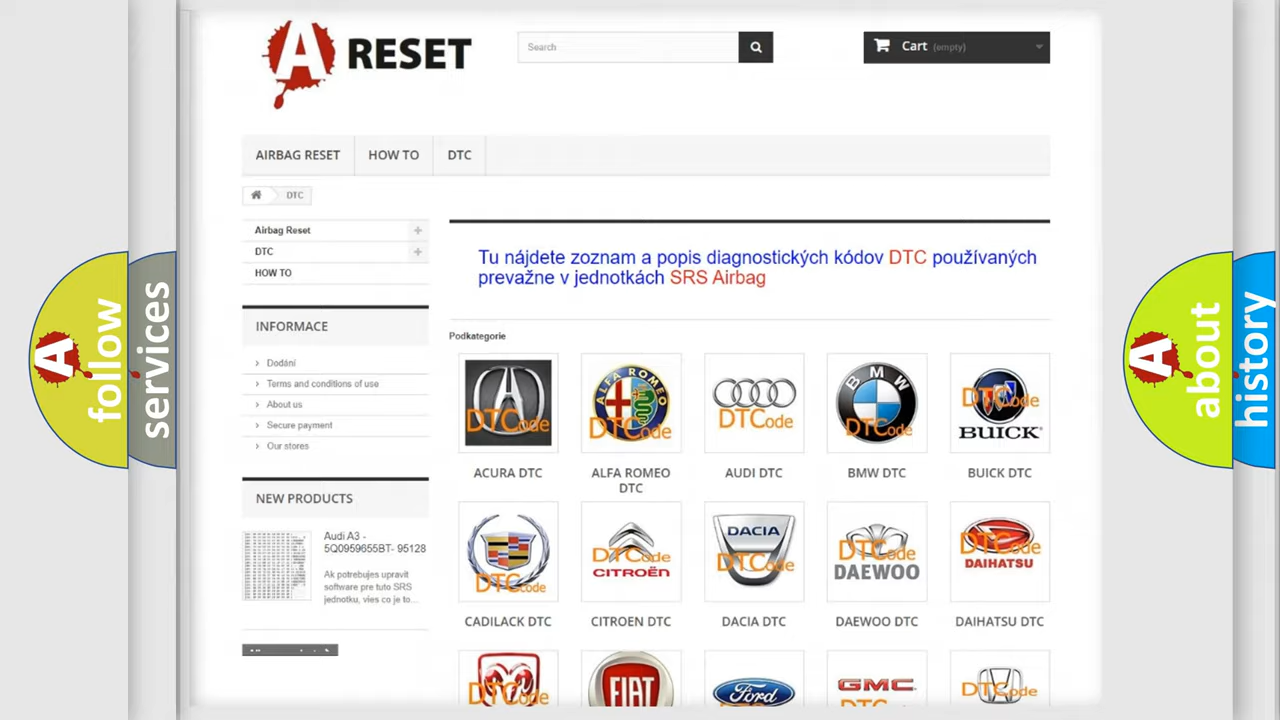 A RESET
Search
Cart (empty)
AIRBAG RESET
HOW TO
DTC
DTC
Airbag Reset
DTC
HOW TO
Tu nájdete zoznam a popis diagnostických kódov DTC používaných
prevažne v jednotkách SRS Airbag
INFORMACE
Dodání
Terms and conditions of use
About us
Secure payment
Our stores
NEW PRODUCTS
Audi A3 -
5Q0959655BT- 95128
Ak potrebujes upravit
software pre tuto SRS
jednotku, vies co je to...
Podkategorie
DTCode
ALFA ROMEO
DTCode
DTCode
BMW
DTCode
DTCode
BUICK
ACURA DTC
ALFA ROMEO
DTC
AUDI DTC
BMW DTC
BUICK DTC
DTCode
DTCode
CITROËN
DACIA
DTCode
DTCode
DAEWOO
DTCode
DAIHATSU
CADILACK DTC
CITROEN DTC
DACIA DTC
DAEWOO DTC
DAIHATSU DTC
DTCode
FIAT
Ford
GMC
DTCode
A follow
services
A about
history